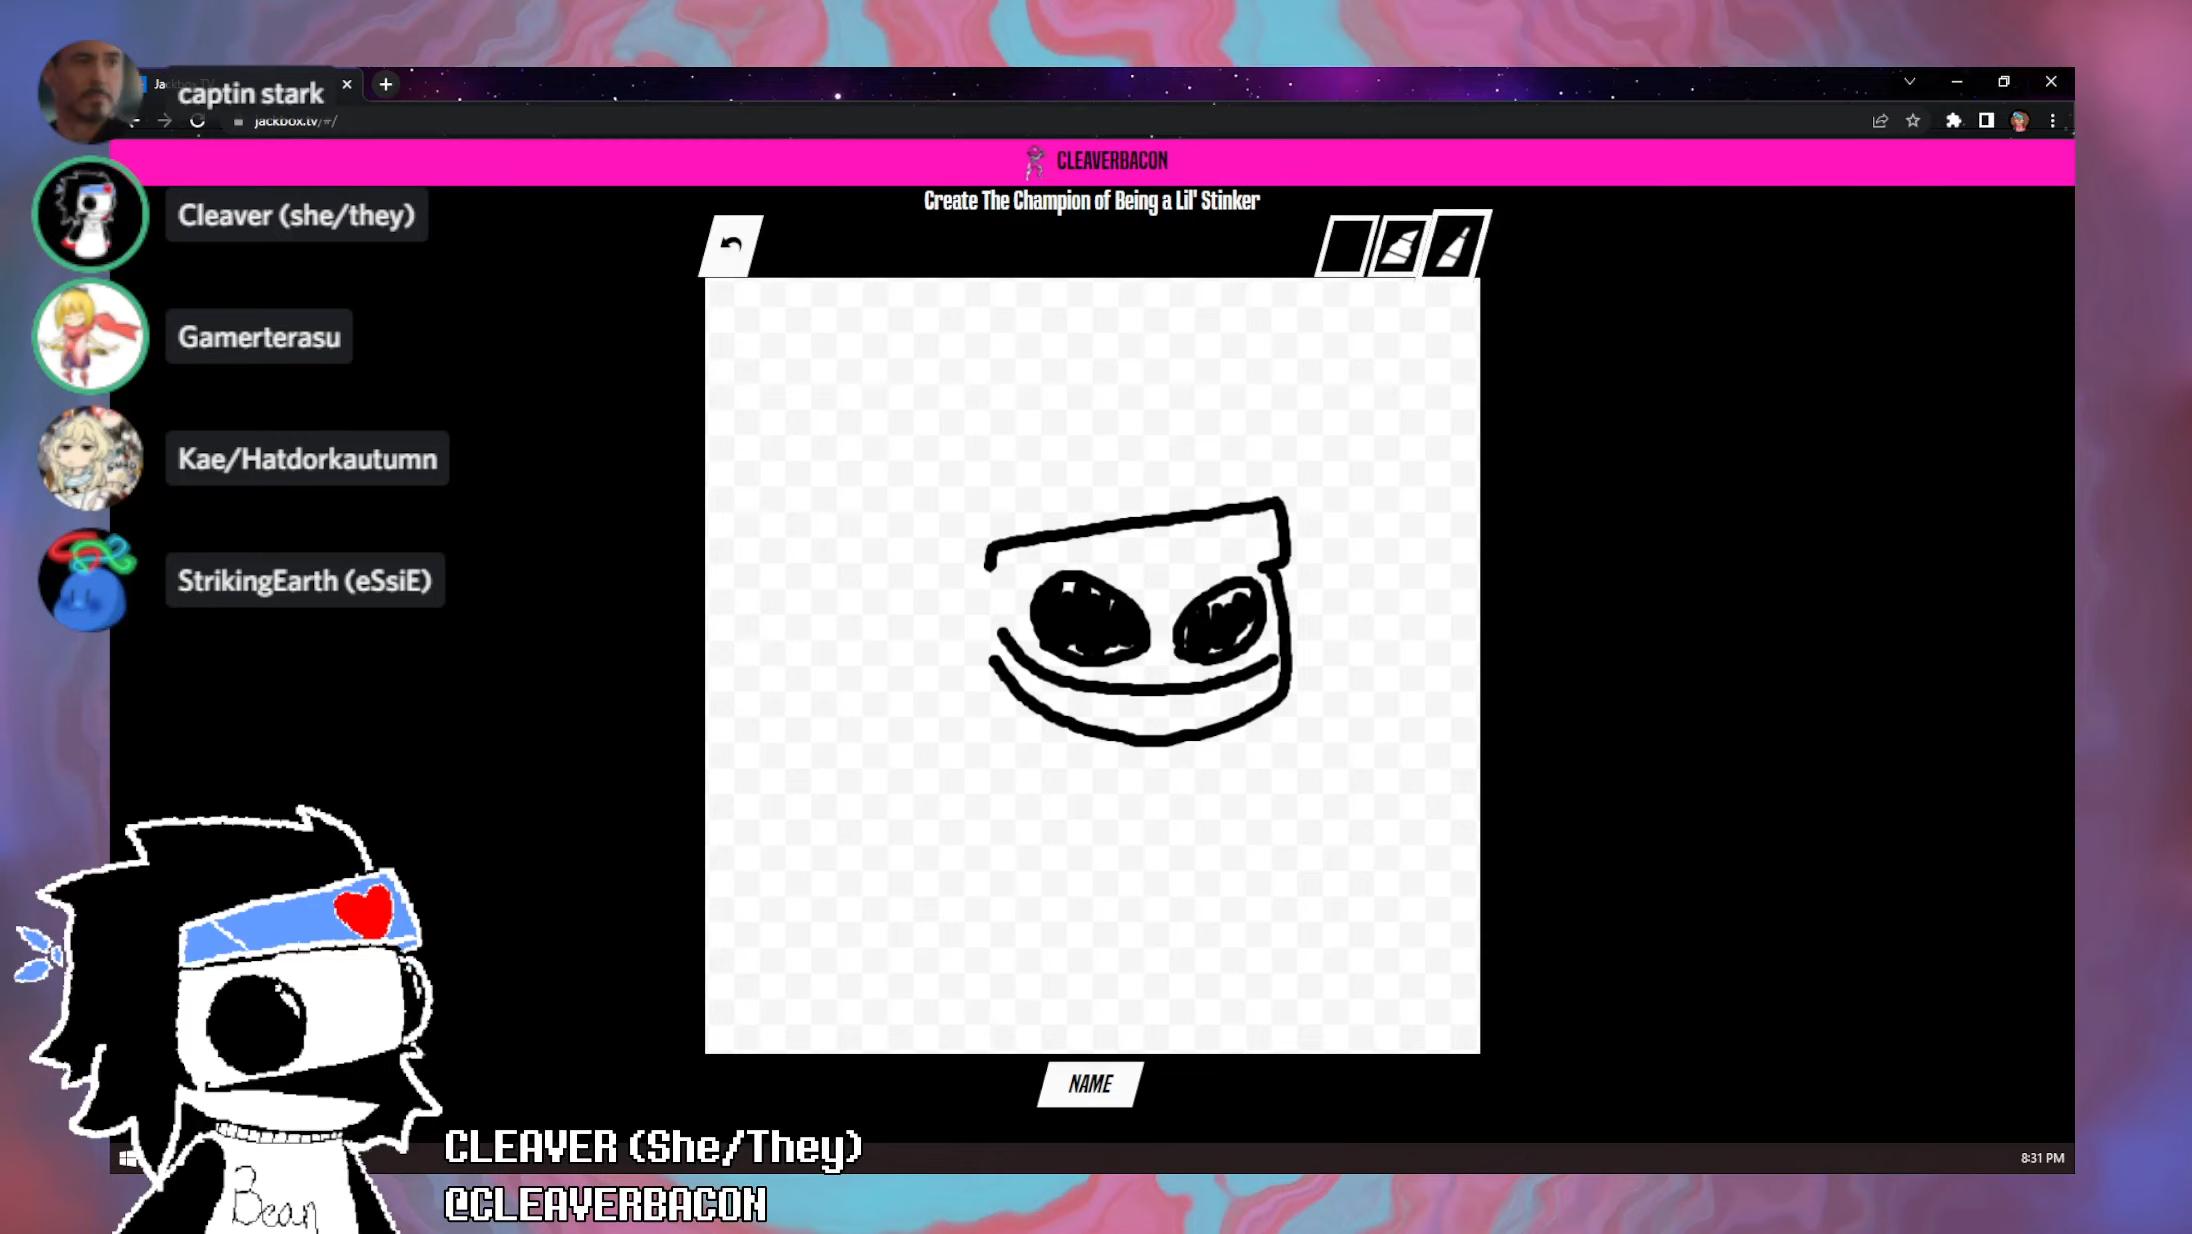 captin stark
jackbox.tv/#/
CLEAVERBACON
Create The Champion of Being a Lil' Stinker
Cleaver (she/they)
Gamerterasu
Kae/Hatdorkautumn
StrikingEarth (eSsiE)
NAME
CLEAVER (She/They)
@CLEAVERBACON
Bean
8:31 PM